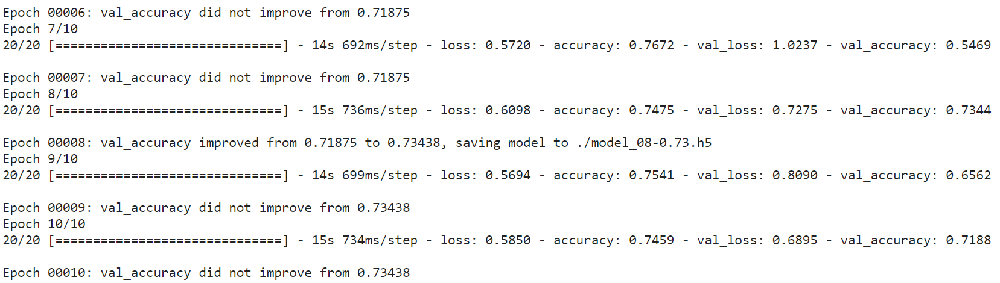 Epoch 00006: val_accuracy did not improve from 0.71875
Epoch 7/10
20/20 [==============================] - 14s 692ms/step - loss: 0.5720 - accuracy: 0.7672 - val_loss: 1.0237 - val_accuracy: 0.5469
Epoch 00007: val_accuracy did not improve from 0.71875
Epoch 8/10
20/20 [==============================] - 15s 736ms/step - loss: 0.6098 - accuracy: 0.7475 - val_loss: 0.7275 - val_accuracy: 0.7344
Epoch 00008: val_accuracy improved from 0.71875 to 0.73438, saving model to ./model_08-0.73.h5
Epoch 9/10
20/20 [==============================] - 14s 699ms/step - loss: 0.5694 - accuracy: 0.7541 - val_loss: 0.8090 - val_accuracy: 0.6562
Epoch 00009: val_accuracy did not improve from 0.73438
Epoch 10/10
20/20 [==============================] - 15s 734ms/step - loss: 0.5850 - accuracy: 0.7459 - val_loss: 0.6895 - val_accuracy: 0.7188
Epoch 00010: val_accuracy did not improve from 0.73438